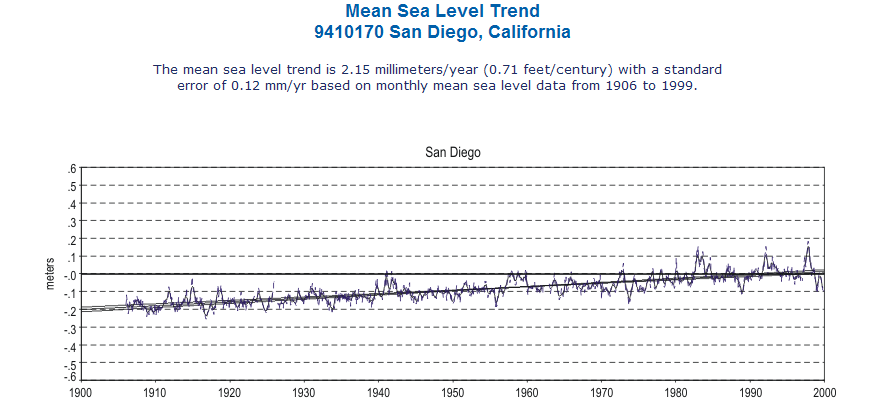 Mean Sea Level Trend
9410170 San Diego, California
The mean sea level trend is 2.15 millimeters/year (0.71 feet/century) with a standard
error of 0.12 mm/yr based on monthly mean sea level data from 1906 to 1999.
San Diego
.6
.5
.4
.3
.2
.1
-.0
-.1
-.2
-.3
-.4
-.5
-.6
meters
1900 1910 1920 1930 1940 1950 1960 1970 1980 1990 2000